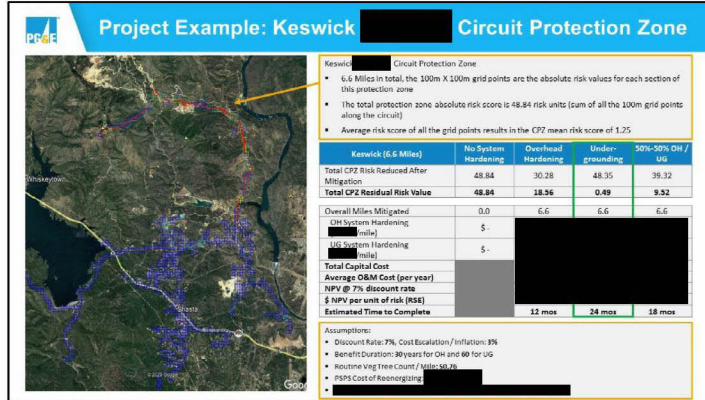 PG&E
Project Example: Keswick Circuit Protection Zone
Keswick Circuit Protection Zone
6.6 Miles in total, the 100m X 100m grid points are the absolute risk values for each section of
this protection zone
The total protection zone absolute risk score is 48.84 risk units (sum of all the 100m grid points
along the circuit)
Average risk score of all the grid points results in the CPZ mean risk score of 1.25
Keswick (6.6 Miles) No System Hardening Overhead Hardening Under-grounding 50%-50% OH / UG
Total CPZ Risk Reduced After Mitigation 48.84 30.28 48.35 39.32
Total CPZ Residual Risk Value 48.84 18.56 0.49 9.52
Overall Miles Mitigated 0.0 6.6 6.6 6.6
OH System Hardening /mile) $ -
UG System Hardening /mile) $ -
Total Capital Cost
Average O&M Cost (per year)
NPV @ 7% discount rate
$ NPV per unit of risk (RSE)
Estimated Time to Complete 12 mos 24 mos 18 mos
Assumptions:
Discount Rate: 7%, Cost Escalation / Inflation: 3%
Benefit Duration: 30 years for OH and 60 for UG
Routine Veg Tree Count / Mile: 50.76
PSPS Cost of Reenergizing:
Whiskeytown
Shasta
Goo